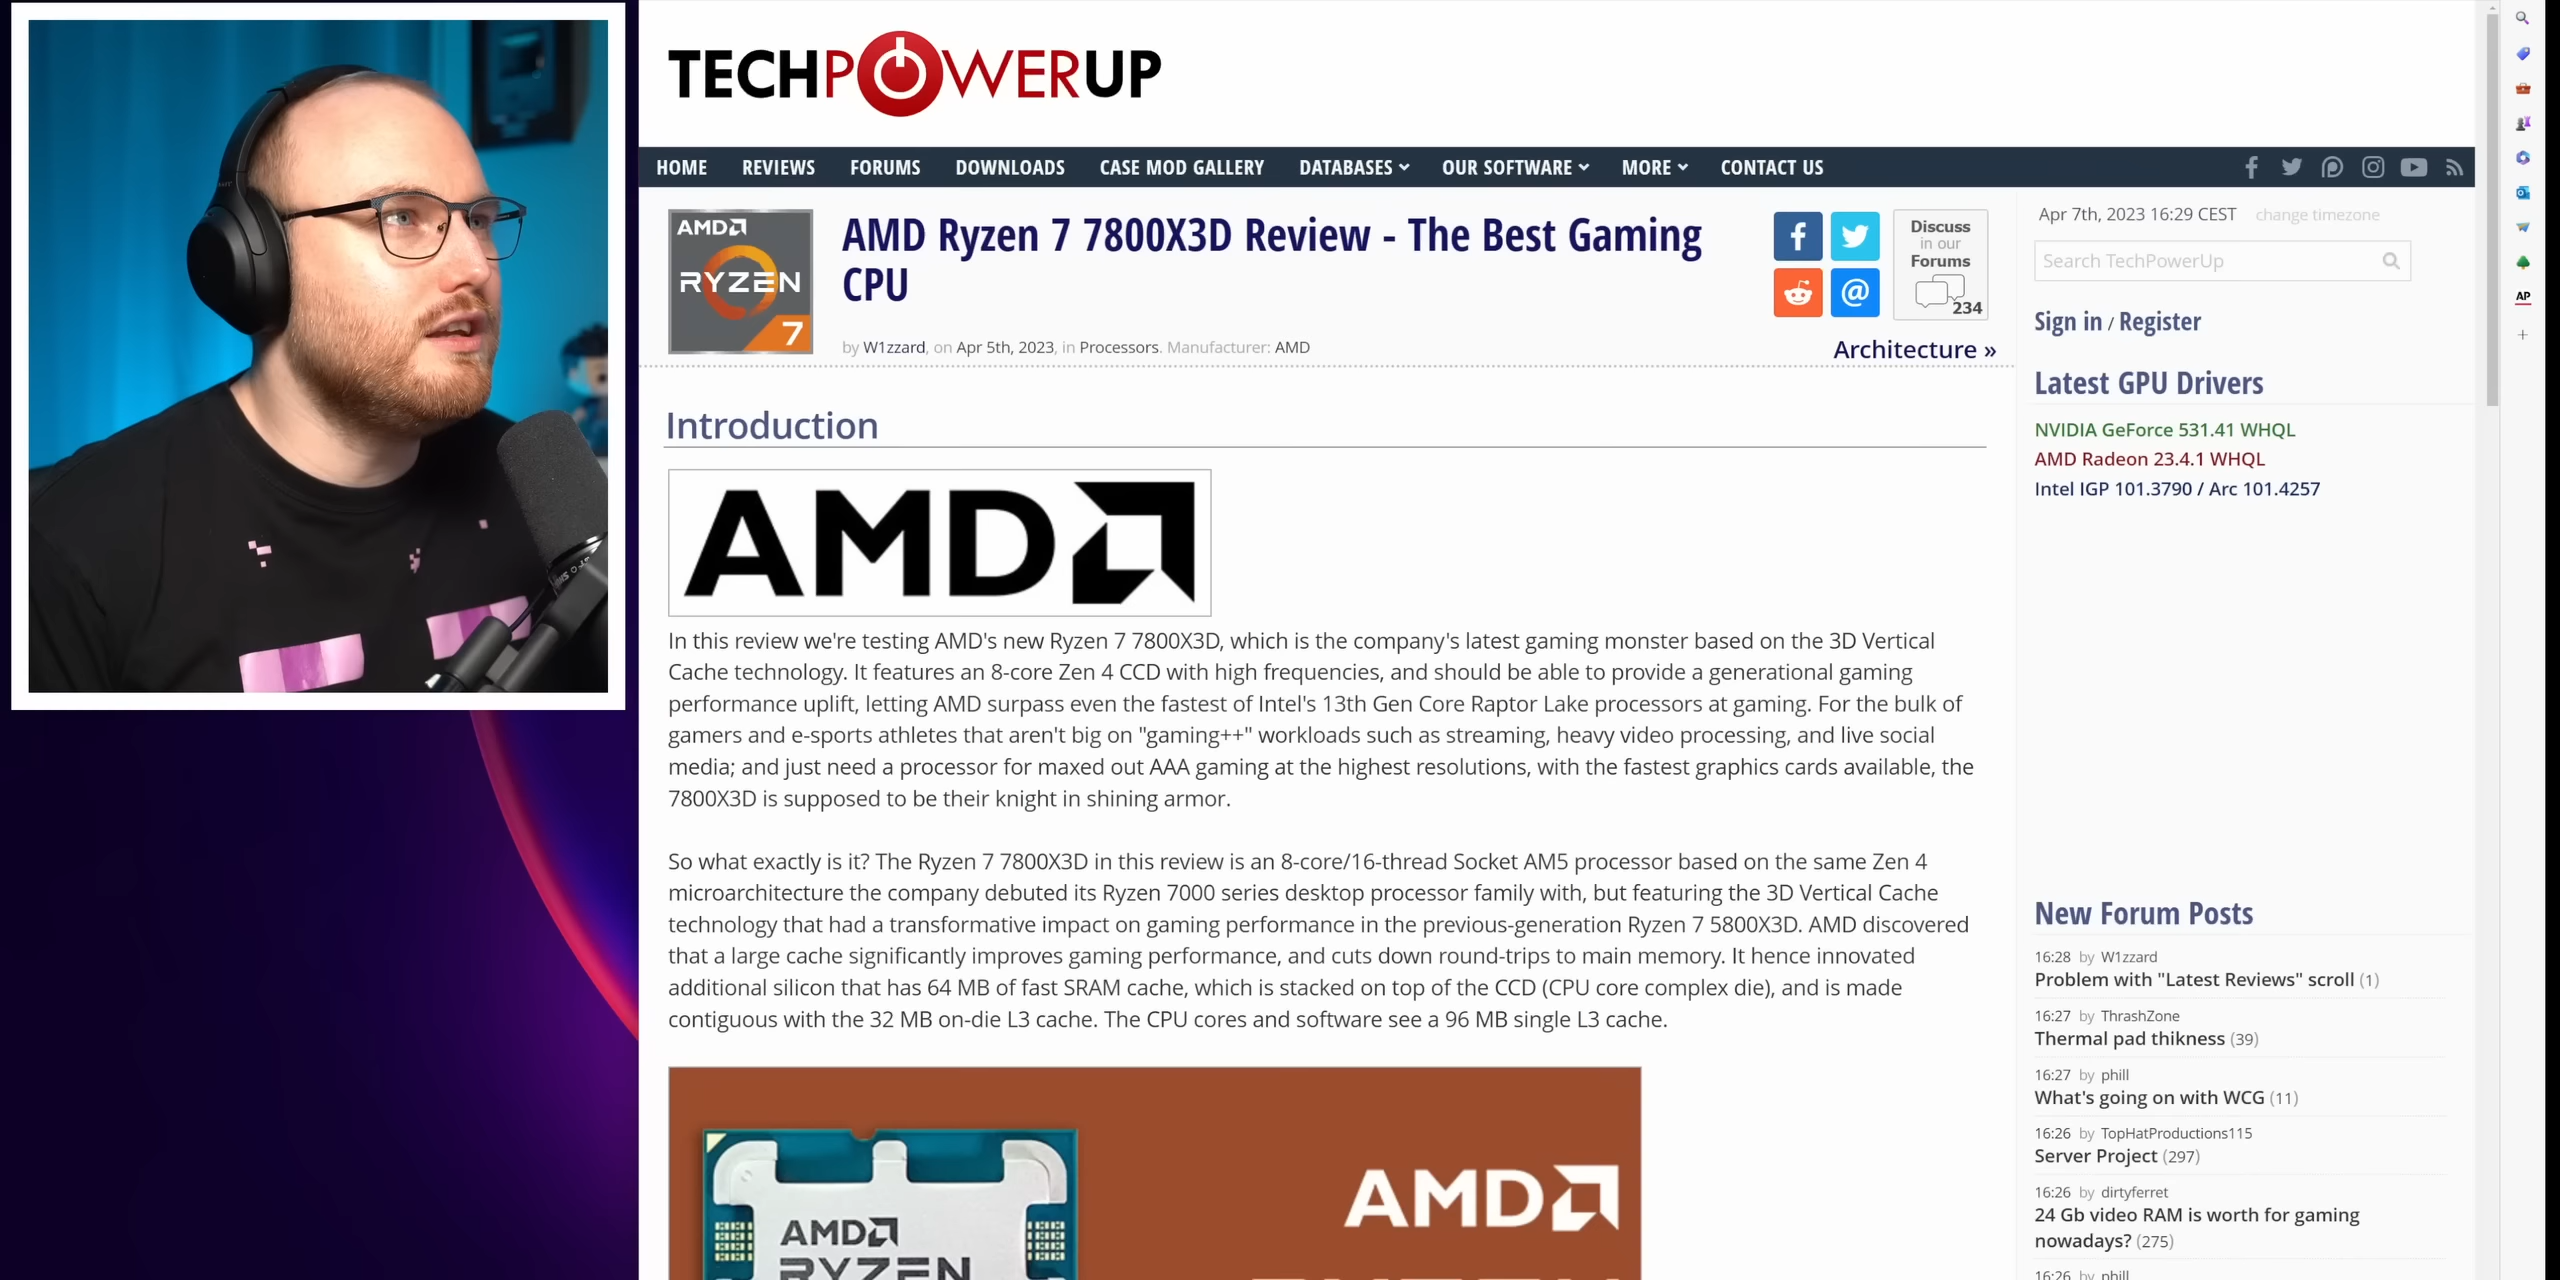 TECHPOWERUP
HOME REVIEWS FORUMS DOWNLOADS CASE MOD GALLERY DATABASES OUR SOFTWARE MORE CONTACT US
AMD
RYZEN
7
AMD Ryzen 7 7800X3D Review - The Best Gaming
CPU
by W1zzard, on Apr 5th, 2023, in Processors. Manufacturer: AMD
Discuss
in our
Forums
234
Architecture »
Introduction
AMD
In this review we're testing AMD's new Ryzen 7 7800X3D, which is the company's latest gaming monster based on the 3D Vertical
Cache technology. It features an 8-core Zen 4 CCD with high frequencies, and should be able to provide a generational gaming
performance uplift, letting AMD surpass even the fastest of Intel's 13th Gen Core Raptor Lake processors at gaming. For the bulk of
gamers and e-sports athletes that aren't big on "gaming++" workloads such as streaming, heavy video processing, and live social
media; and just need a processor for maxed out AAA gaming at the highest resolutions, with the fastest graphics cards available, the
7800X3D is supposed to be their knight in shining armor.
So what exactly is it? The Ryzen 7 7800X3D in this review is an 8-core/16-thread Socket AM5 processor based on the same Zen 4
microarchitecture the company debuted its Ryzen 7000 series desktop processor family with, but featuring the 3D Vertical Cache
technology that had a transformative impact on gaming performance in the previous-generation Ryzen 7 5800X3D. AMD discovered
that a large cache significantly improves gaming performance, and cuts down round-trips to main memory. It hence innovated
additional silicon that has 64 MB of fast SRAM cache, which is stacked on top of the CCD (CPU core complex die), and is made
contiguous with the 32 MB on-die L3 cache. The CPU cores and software see a 96 MB single L3 cache.
AMD
RYZEN
AMD
Apr 7th, 2023 16:29 CEST change timezone
Search TechPowerUp
Sign in / Register
Latest GPU Drivers
NVIDIA GeForce 531.41 WHQL
AMD Radeon 23.4.1 WHQL
Intel IGP 101.3790 / Arc 101.4257
New Forum Posts
16:28 by W1zzard
Problem with "Latest Reviews" scroll (1)
16:27 by ThrashZone
Thermal pad thikness (39)
16:27 by phill
What's going on with WCG (11)
16:26 by TopHatProductions115
Server Project (297)
16:26 by dirtyferret
24 Gb video RAM is worth for gaming
nowadays? (275)
16:26 by phill
AP